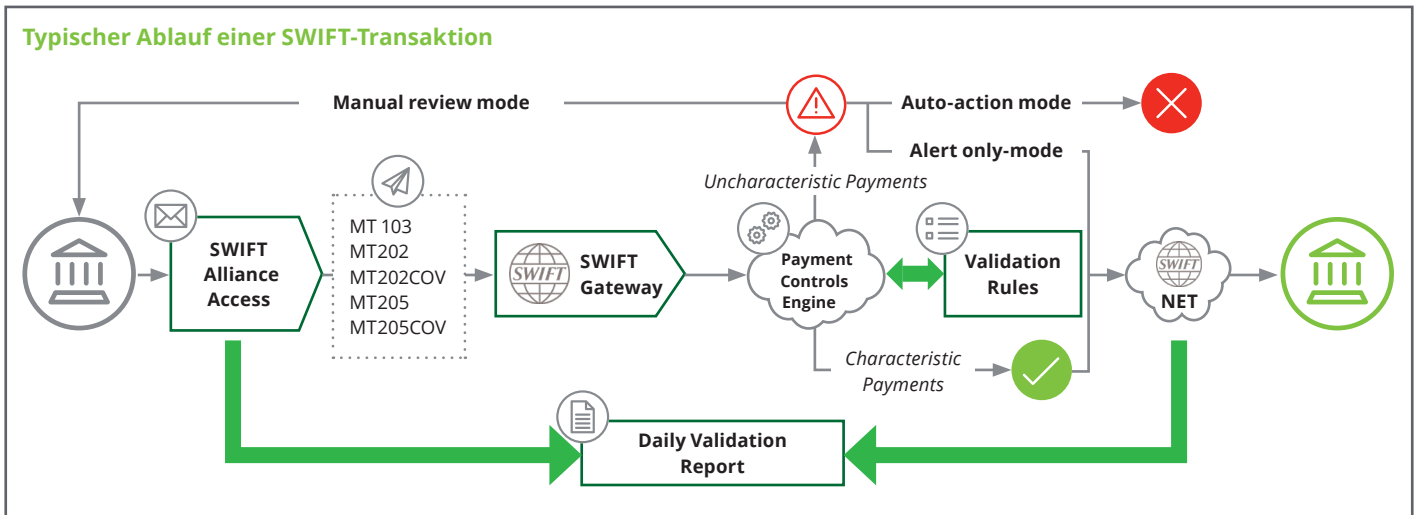 Typischer Ablauf einer SWIFT-Transaktion
Manual review mode
Auto-action mode
Alert only-mode
Uncharacteristic Payments
SWIFT
Alliance
Access
MT 103
MT202
MT202COV
MT205
MT205COV
SWIFT
SWIFT
Gateway
Payment
Controls
Engine
Validation
Rules
SWIFT
NET
Characteristic
Payments
Daily Validation
Report